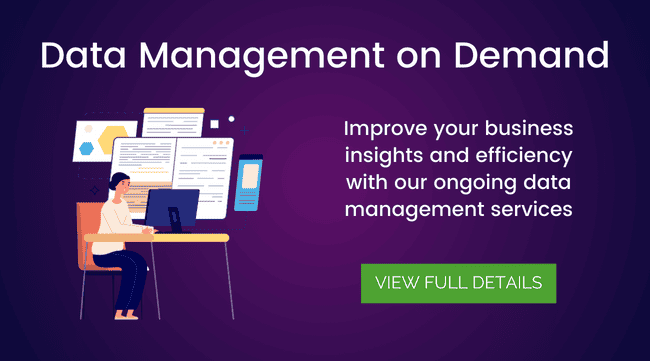 Data Management on Demand
Improve your business
insights and efficiency
with our ongoing data
management services
VIEW FULL DETAILS